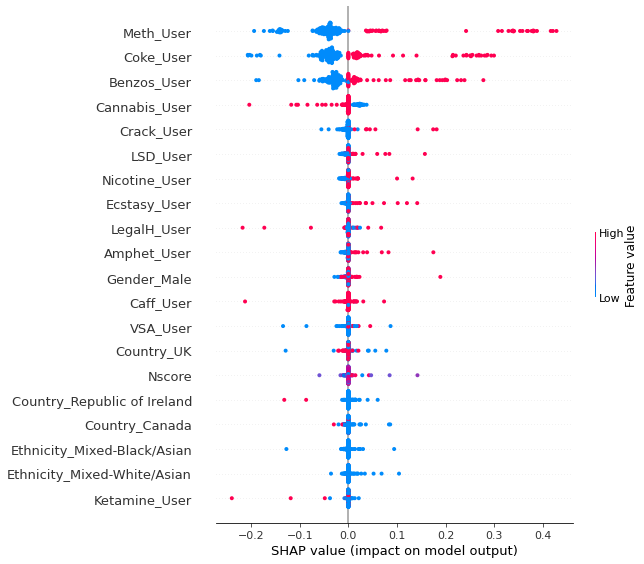 Meth_User
Coke_User
Benzos_User
Cannabis_User
Crack_User
LSD_User
Nicotine_User
Ecstasy_User
LegalH_User
Amphet_User
Gender_Male
Caff_User
VSA_User
Country_UK
Nscore
Country_Republic of Ireland
Country_Canada
Ethnicity_Mixed-Black/Asian
Ethnicity_Mixed-White/Asian
Ketamine_User
−0.2 −0.1 0.0 0.1 0.2 0.3 0.4
SHAP value (impact on model output)
High
Low
Feature value